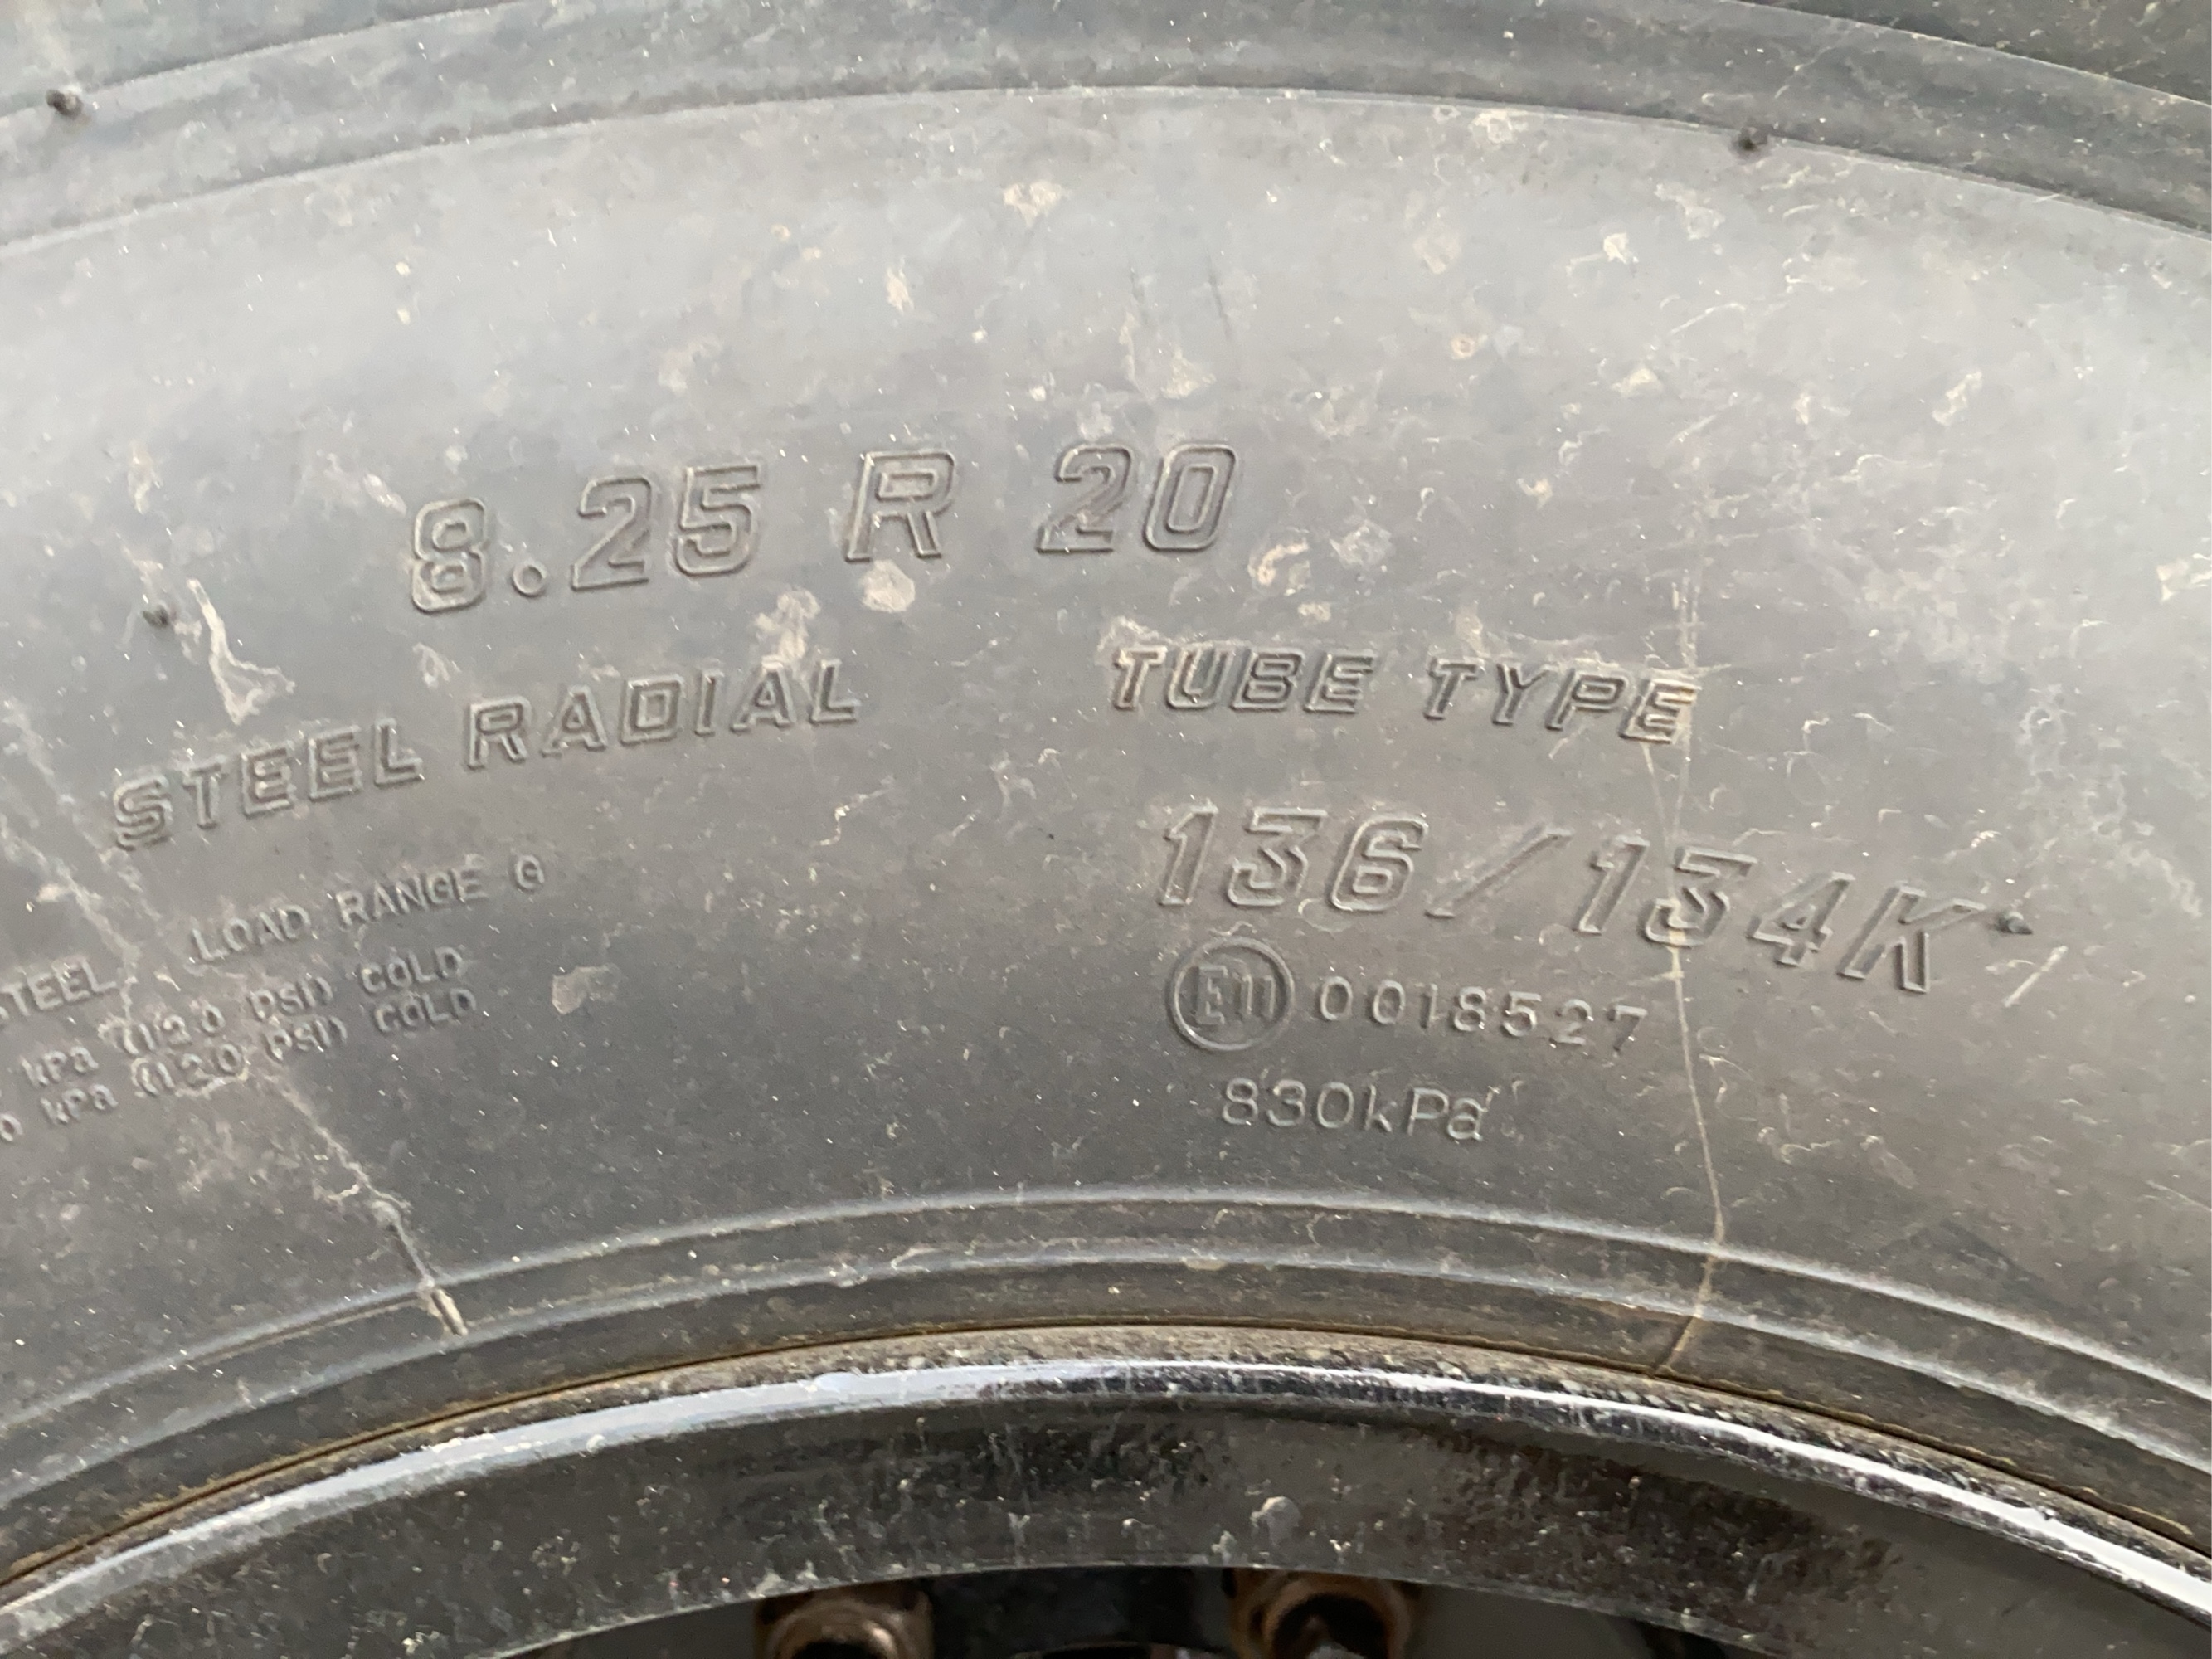 8.25 R 20
STEEL RADIAL TUBE TYPE
136/134K
LOAD RANGE G
STEEL
kPa (120 PSI) COLD
kPa (120 PSI) COLD
E11 0018527
830kPa